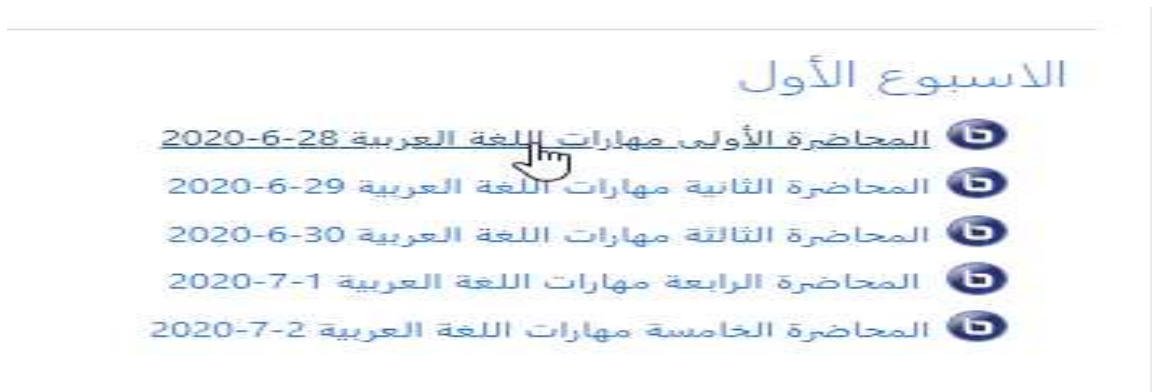 الاسبوع الأول
المحاضرة الأولى مهارات اللغة العربية 28-6-2020
المحاضرة الثانية مهارات اللغة العربية 29-6-2020
المحاضرة الثالثة مهارات اللغة العربية 30-6-2020
المحاضرة الرابعة مهارات اللغة العربية 1-7-2020
المحاضرة الخامسة مهارات اللغة العربية 2-7-2020